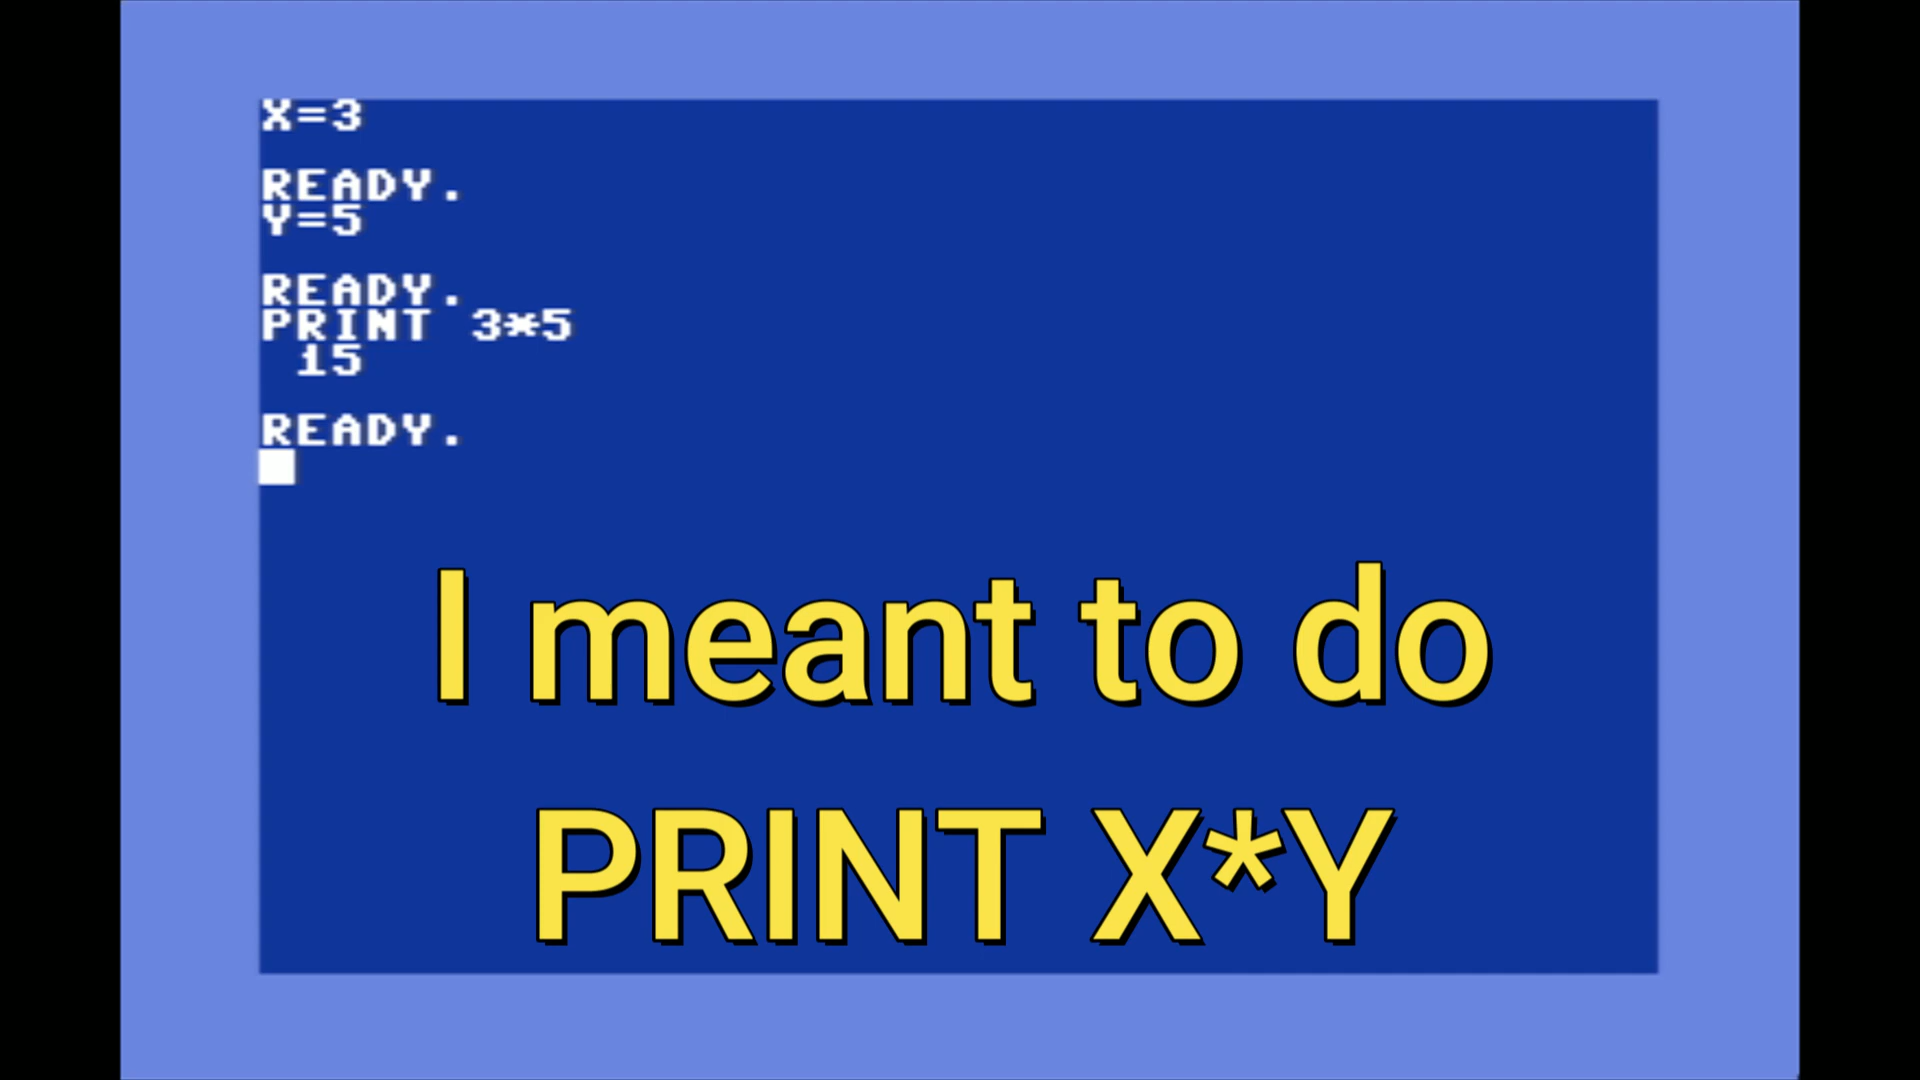 X=3
READY.
Y=5
READY.
PRINT 3*5
15
READY.
I meant to do
PRINT X*Y